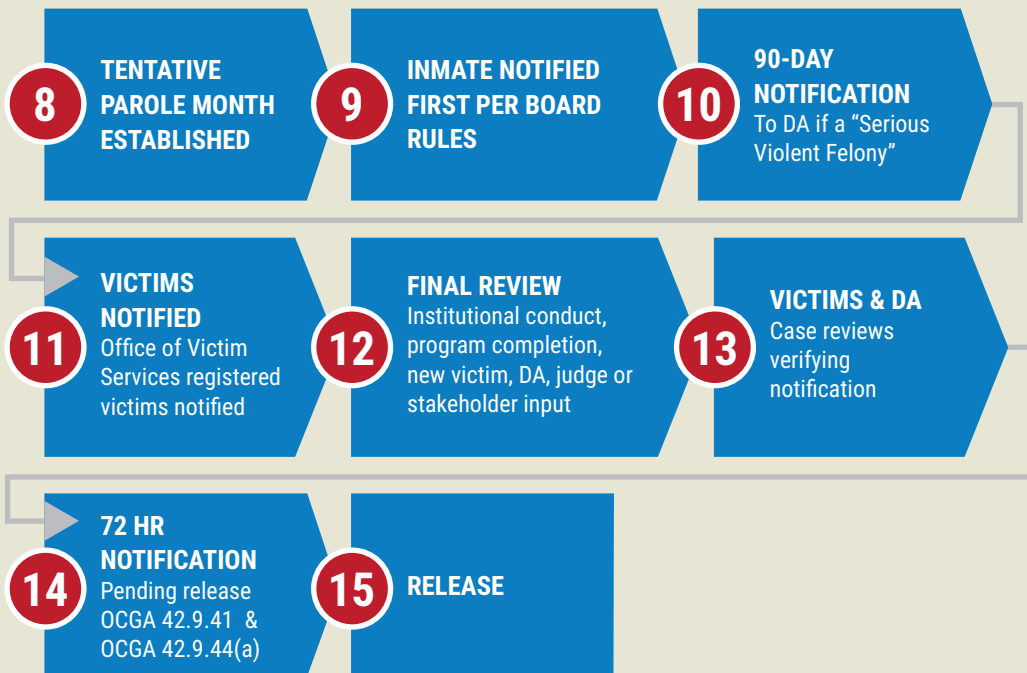 8
TENTATIVE
PAROLE MONTH
ESTABLISHED
9
INMATE NOTIFIED
FIRST PER BOARD
RULES
10
90-DAY
NOTIFICATION
To DA if a “Serious
Violent Felony”
11
VICTIMS
NOTIFIED
Office of Victim
Services registered
victims notified
12
FINAL REVIEW
Institutional conduct,
program completion,
new victim, DA, judge or
stakeholder input
13
VICTIMS & DA
Case reviews
verifying
notification
14
72 HR
NOTIFICATION
Pending release
OCGA 42.9.41 &
OCGA 42.9.44(a)
15
RELEASE